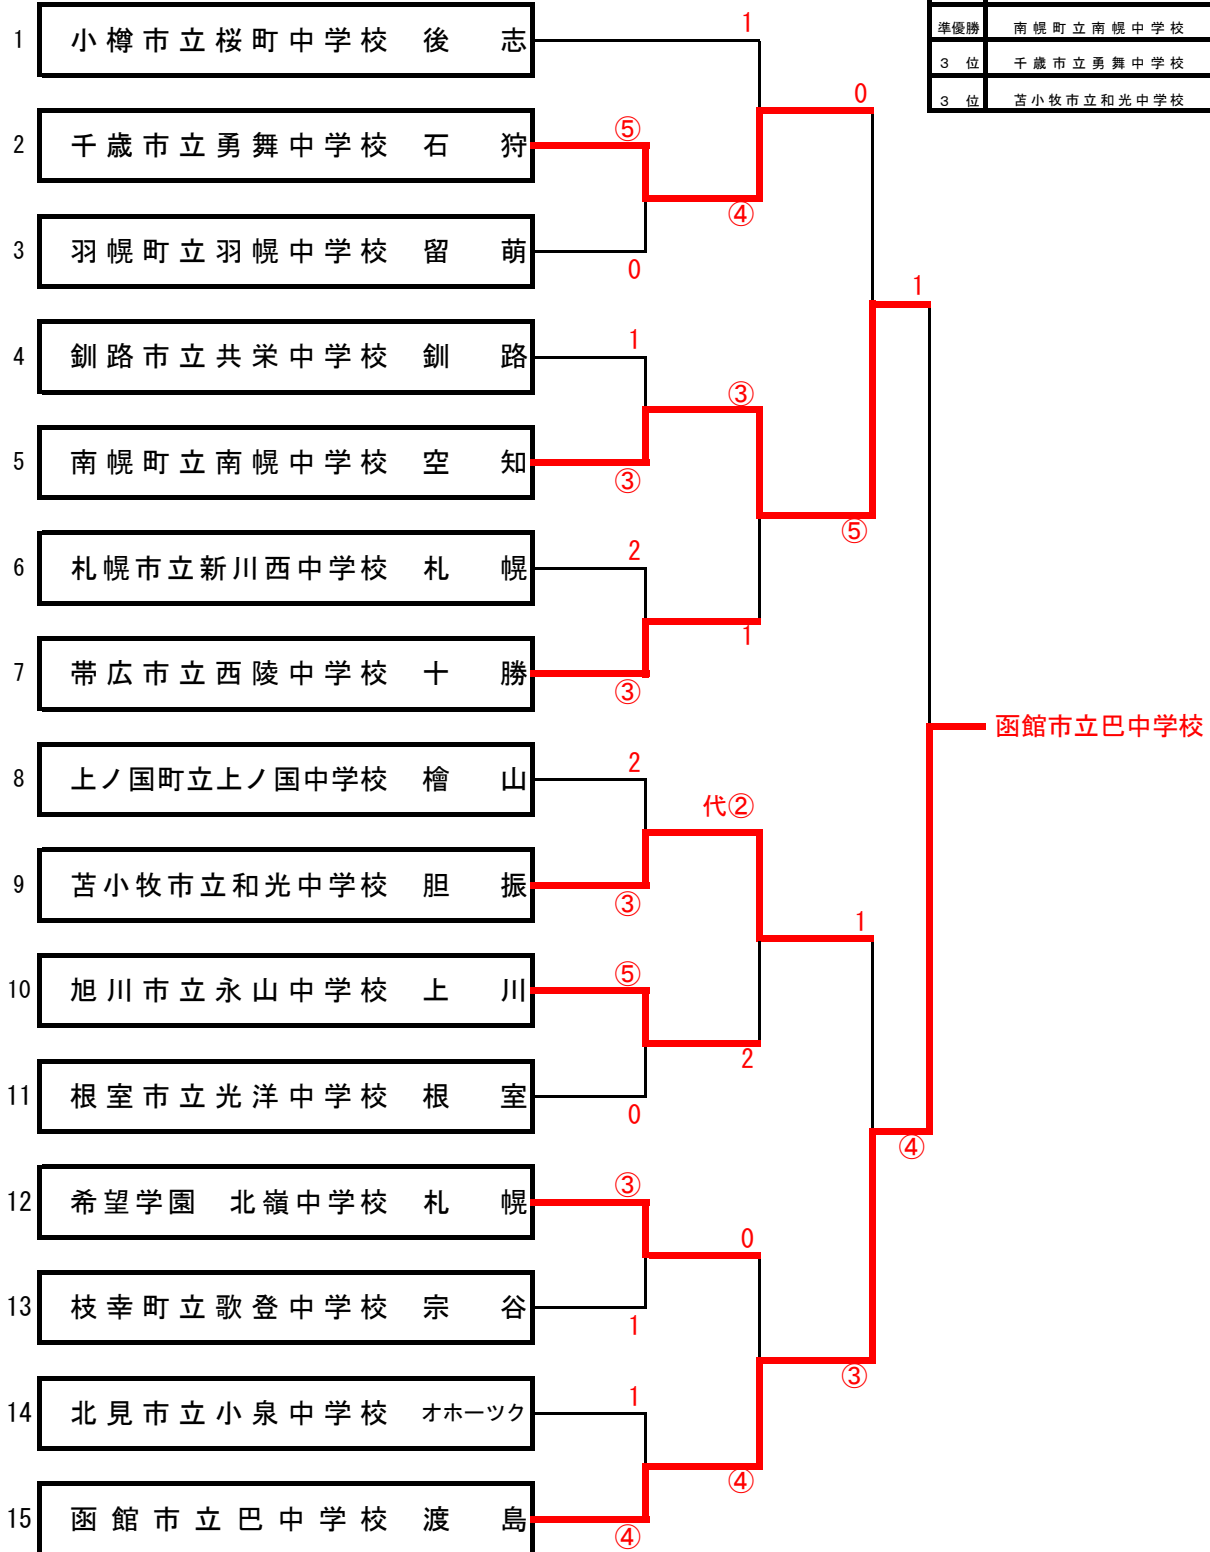 準優勝 南幌町立南幌中学校
3 位 千歳市立勇舞中学校
3 位 苫小牧市立和光中学校
1 小樽市立桜町中学校 後 志
1
0
2 千歳市立勇舞中学校 石 狩
⑤
④
3 羽幌町立羽幌中学校 留 萌
0
1
4 釧路市立共栄中学校 釧 路
1
③
5 南幌町立南幌中学校 空 知
③
⑤
6 札幌市立新川西中学校 札 幌
2
1
7 帯広市立西陵中学校 十 勝
③
函館市立巴中学校
8 上ノ国町立上ノ国中学校 檜 山
2
代②
9 苫小牧市立和光中学校 胆 振
③
1
10 旭川市立永山中学校 上 川
⑤
2
11 根室市立光洋中学校 根 室
0
④
12 希望学園 北嶺中学校 札 幌
③
0
13 枝幸町立歌登中学校 宗 谷
1
③
14 北見市立小泉中学校 オホーツク
1
④
15 函館市立巴中学校 渡 島
④